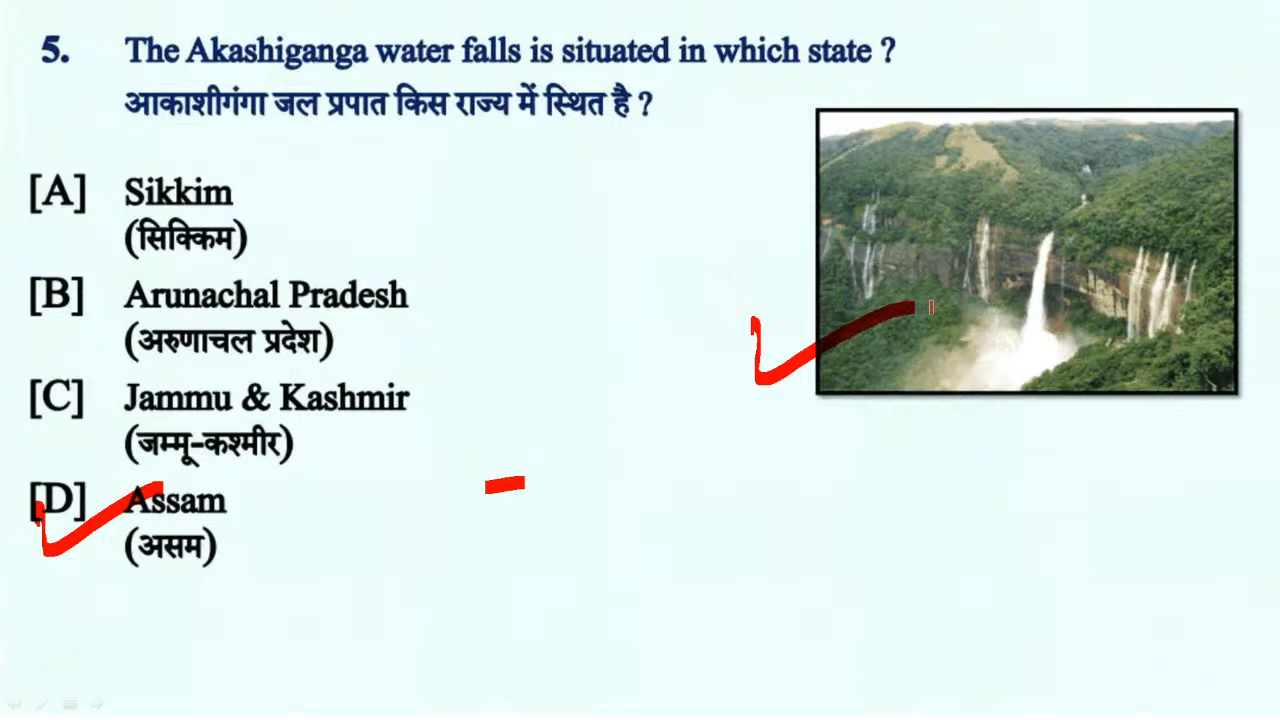 5. The Akashiganga water falls is situated in which state ?
आकाशीगंगा जल प्रपात किस राज्य में स्थित है ?
[A] Sikkim
(सिक्किम)
[B] Arunachal Pradesh
(अरुणाचल प्रदेश)
[C] Jammu & Kashmir
(जम्मू-कश्मीर)
[D] Assam
(असम)